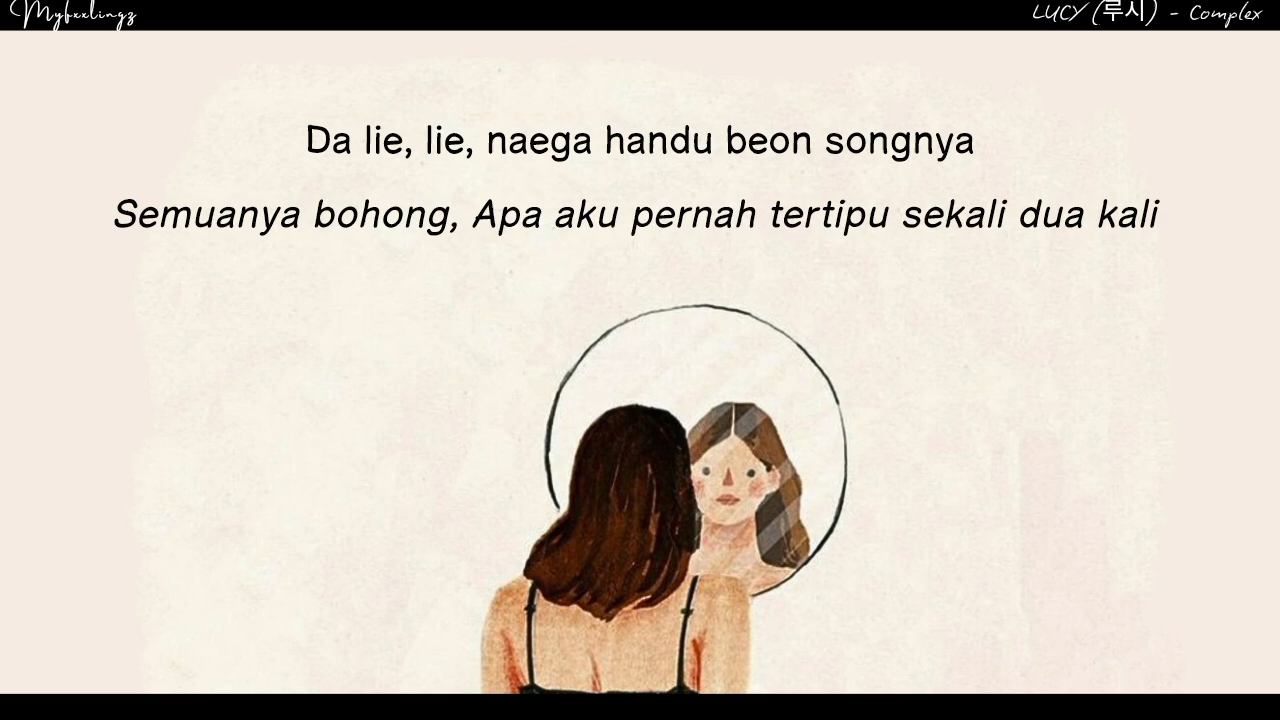 Myfxxlingz
LUCY (루시) - Complex
Da lie, lie, naega handu beon songnya
Semuanya bohong, Apa aku pernah tertipu sekali dua kali